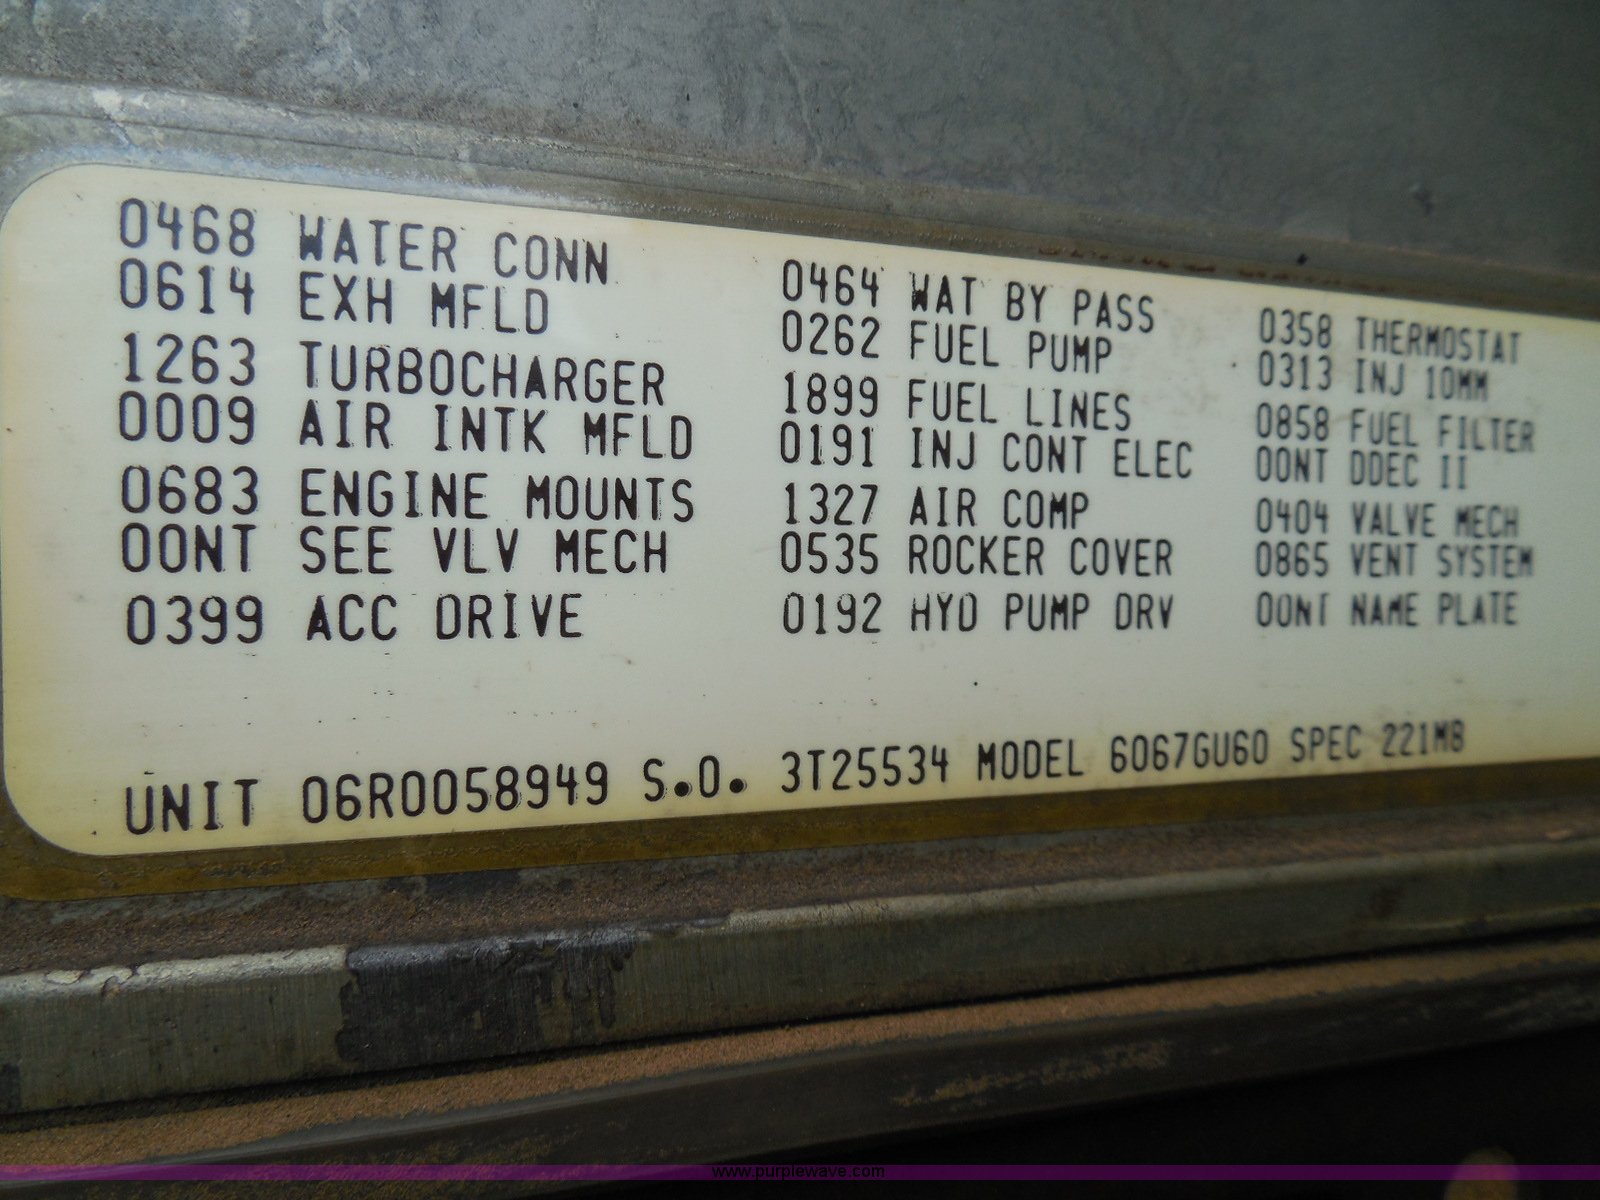 0468 WATER CONN
0614 EXH MFLD
1263 TURBOCHARGER
0009 AIR INTK MFLD
0683 ENGINE MOUNTS
00NT SEE VLV MECH
0399 ACC DRIVE
0464 WAT BY PASS
0262 FUEL PUMP
1899 FUEL LINES
0191 INJ CONT ELEC
1327 AIR COMP
0535 ROCKER COVER
0192 HYD PUMP DRV
0358 THERMOSTAT
0313 INJ 10MM
0858 FUEL FILTER
00NT DDEC II
0404 VALVE MECH
0865 VENT SYSTEM
00NT NAME PLATE
UNIT 06R0058949 S.O. 3T25534 MODEL 6067GU60 SPEC 221M8
www.purplewave.com